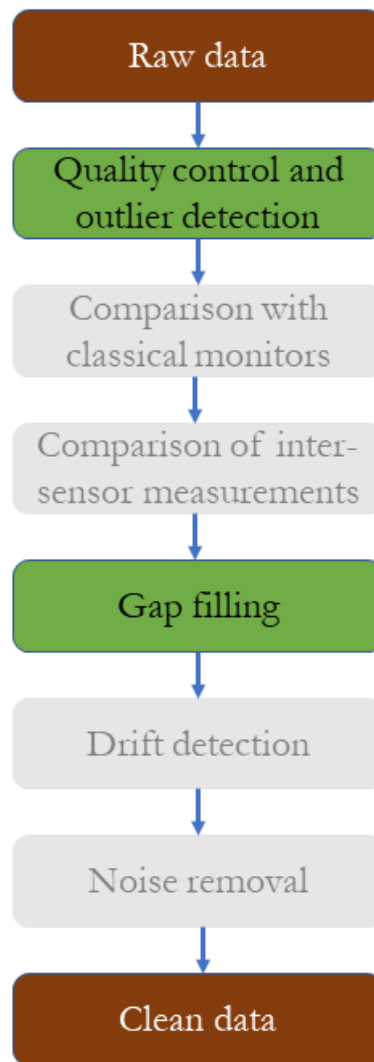 Raw data
Quality control and
outlier detection
Comparison with
classical monitors
Comparison of inter-
sensor measurements
Gap filling
Drift detection
Noise removal
Clean data